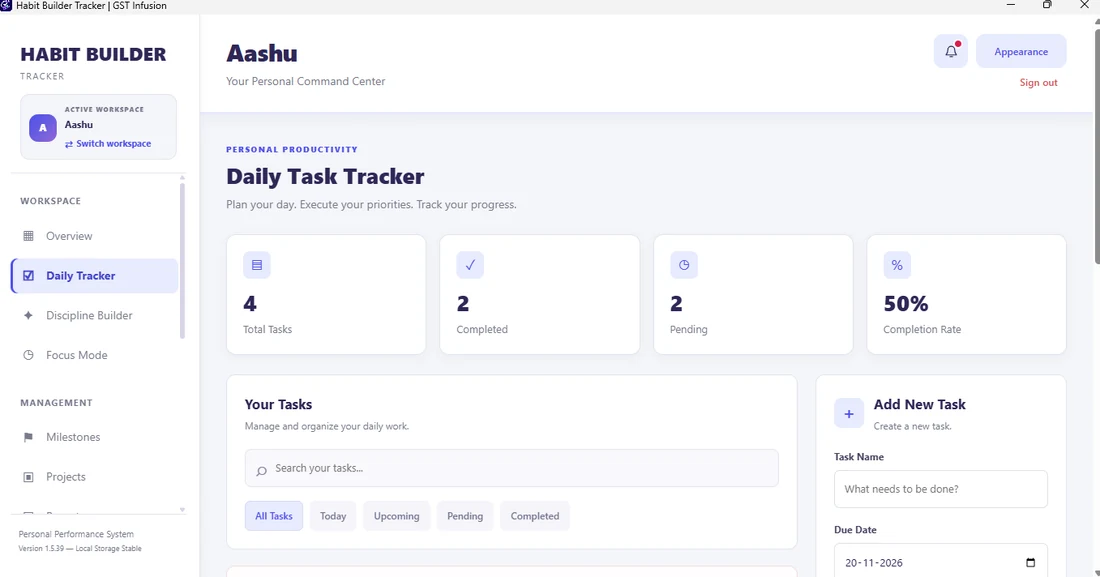 Habit Builder Tracker | GST Infusion
HABIT BUILDER
TRACKER
ACTIVE WORKSPACE
A
Aashu
⇄ Switch workspace
WORKSPACE
Overview
Daily Tracker
Discipline Builder
Focus Mode
MANAGEMENT
Milestones
Projects
Personal Performance System
Version 1.5.39 — Local Storage Stable
Aashu
Your Personal Command Center
Appearance
Sign out
PERSONAL PRODUCTIVITY
Daily Task Tracker
Plan your day. Execute your priorities. Track your progress.
4
Total Tasks
✓
2
Completed
2
Pending
%
50%
Completion Rate
Your Tasks
Manage and organize your daily work.
Search your tasks...
All Tasks Today Upcoming Pending Completed
+
Add New Task
Create a new task.
Task Name
What needs to be done?
Due Date
20-11-2026